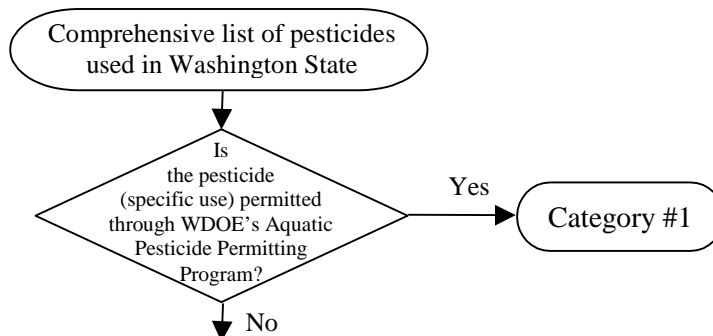 Comprehensive list of pesticides
used in Washington State
Is
the pesticide
(specific use) permitted
through WDOE's Aquatic
Pesticide Permitting
Program?
Yes
Category #1
No